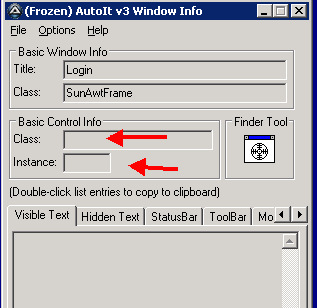 (Frozen) AutoIt v3 Window Info
File Options Help
Basic Window Info
Title: Login
Class: SunAwtFrame
Basic Control Info
Class:
Instance:
Finder Tool
(Double-click list entries to copy to clipboard)
Visible Text Hidden Text StatusBar ToolBar Mo